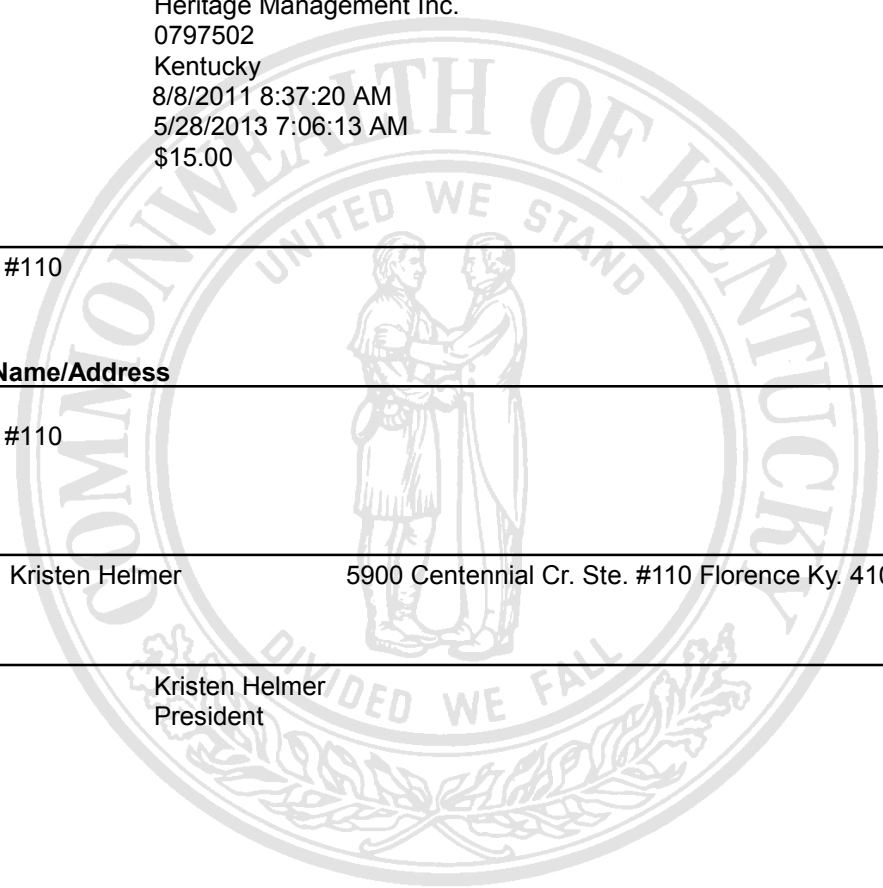 Heritage Management Inc.
0797502
Kentucky
8/8/2011 8:37:20 AM
5/28/2013 7:06:13 AM
$15.00
#110
Name/Address
#110
Kristen Helmer 5900 Centennial Cr. Ste. #110 Florence Ky. 410
Kristen Helmer
President
COMMONWEALTH OF KENTUCKY
UNITED WE STAND
DIVIDED WE FALL